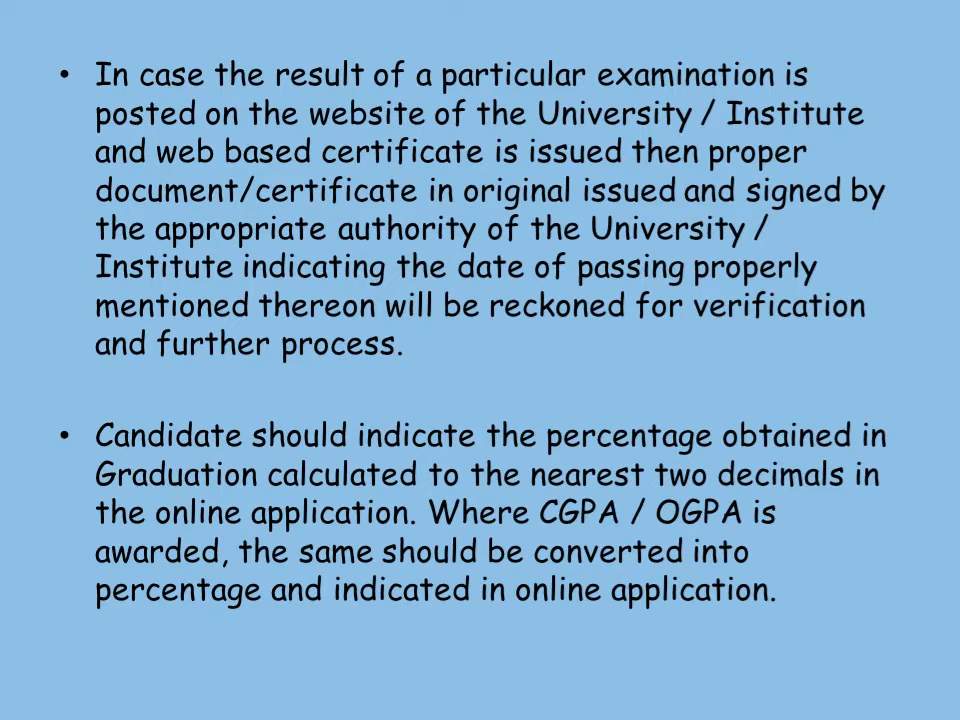 • In case the result of a particular examination is
posted on the website of the University / Institute
and web based certificate is issued then proper
document/certificate in original issued and signed by
the appropriate authority of the University /
Institute indicating the date of passing properly
mentioned thereon will be reckoned for verification
and further process.
• Candidate should indicate the percentage obtained in
Graduation calculated to the nearest two decimals in
the online application. Where CGPA / OGPA is
awarded, the same should be converted into
percentage and indicated in online application.